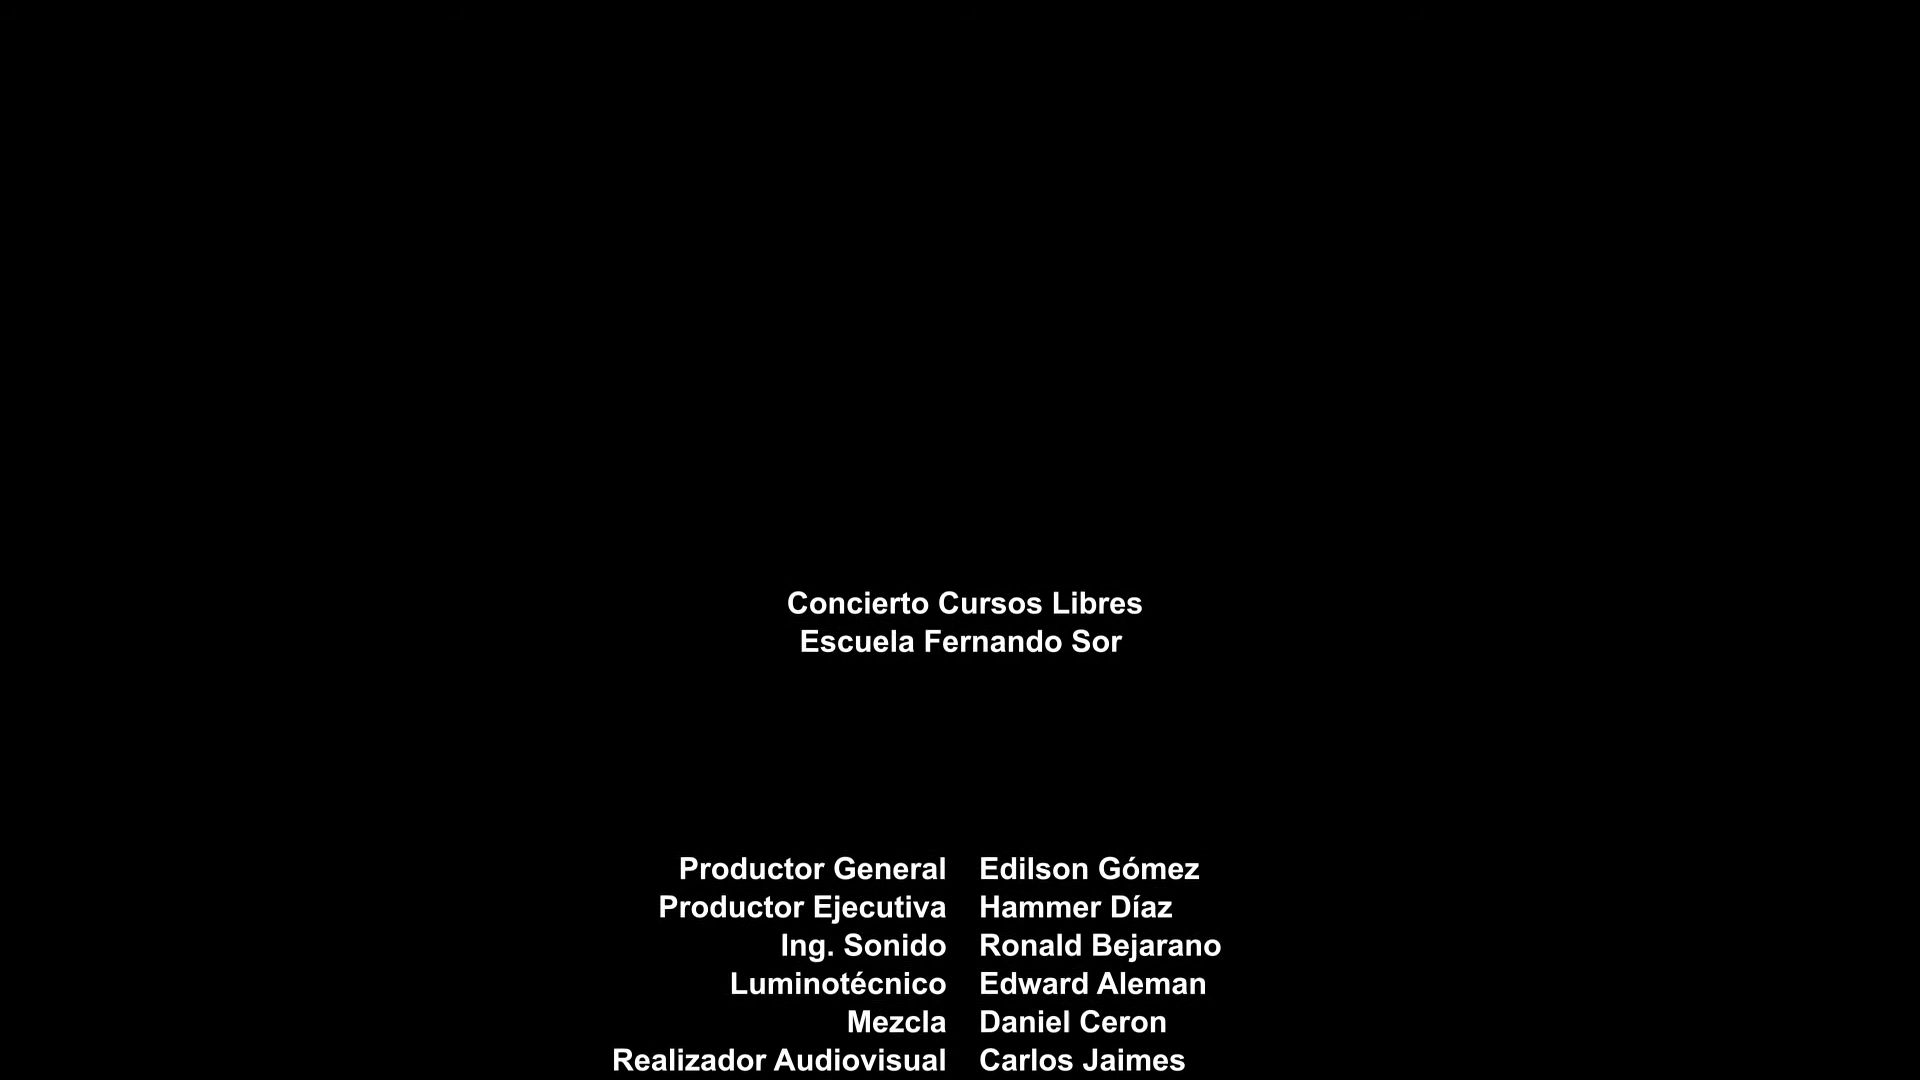 Concierto Cursos Libres
Escuela Fernando Sor
Productor General Edilson Gómez
Productor Ejecutiva Hammer Díaz
Ing. Sonido Ronald Bejarano
Luminotécnico Edward Aleman
Mezcla Daniel Ceron
Realizador Audiovisual Carlos Jaimes